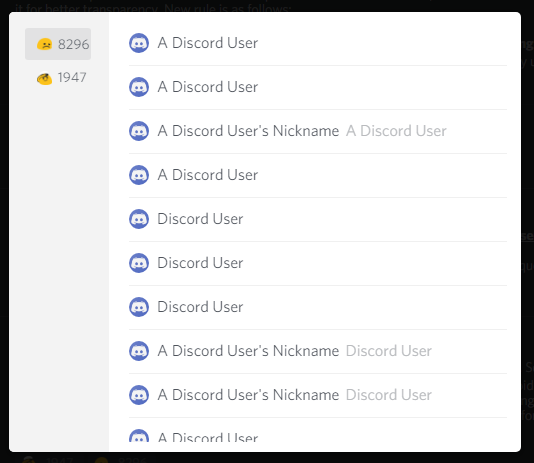 it for better transparency. New rule is as follows:
8296
1947
A Discord User
A Discord User
A Discord User's Nickname A Discord User
A Discord User
Discord User
Discord User
Discord User
A Discord User's Nickname Discord User
A Discord User's Nickname Discord User
A Discord User
1947 8296